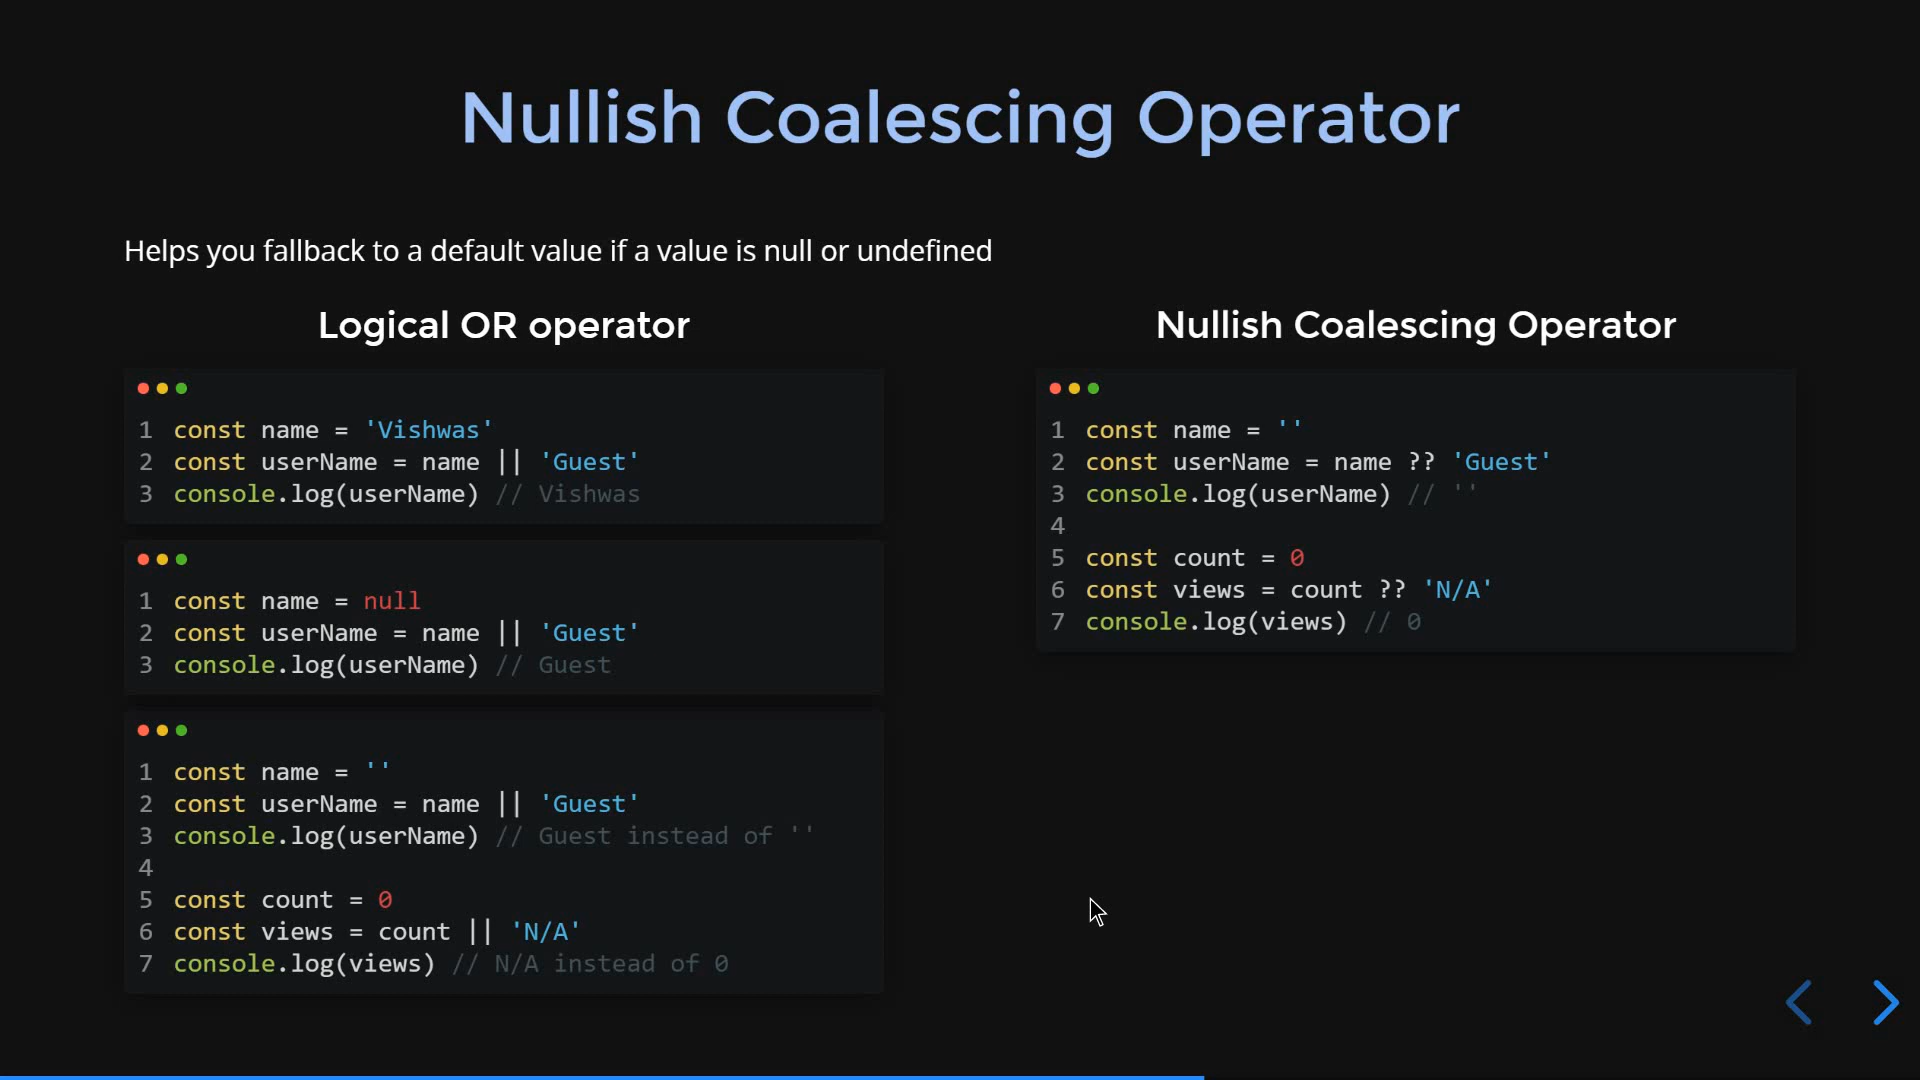 Nullish Coalescing Operator
Helps you fallback to a default value if a value is null or undefined
Logical OR operator
1 const name = 'Vishwas'
2 const userName = name || 'Guest'
3 console.log(userName) // Vishwas
1 const name = null
2 const userName = name || 'Guest'
3 console.log(userName) // Guest
1 const name = ''
2 const userName = name || 'Guest'
3 console.log(userName) // Guest instead of ''
4
5 const count = 0
6 const views = count || 'N/A'
7 console.log(views) // N/A instead of 0
Nullish Coalescing Operator
1 const name = ''
2 const userName = name ?? 'Guest'
3 console.log(userName) // ''
4
5 const count = 0
6 const views = count ?? 'N/A'
7 console.log(views) // 0